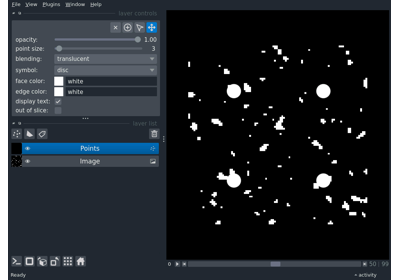 File View Plugins Window Help
layer controls
opacity: 1.00
point size: 3
blending: translucent
symbol: disc
face color: white
edge color: white
display text:
out of slice:
layer list
Points
Image
50 99
Ready
activity